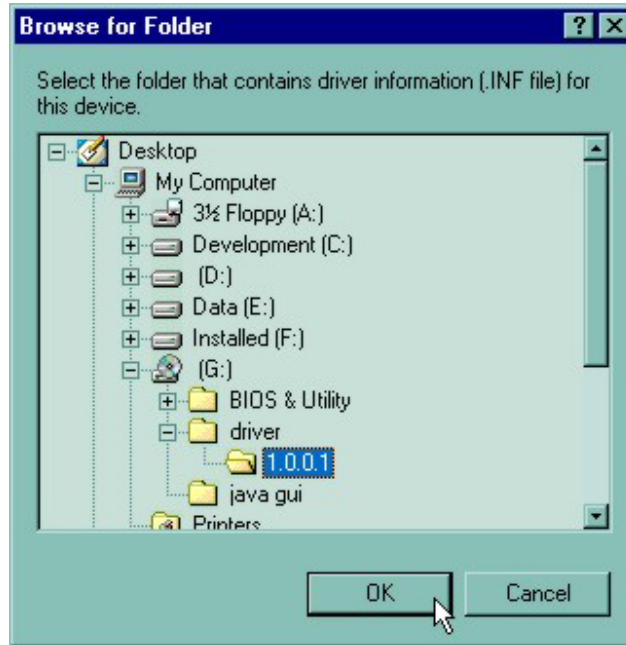 Browse for Folder
Select the folder that contains driver information (.INF file) for
this device.
Desktop
My Computer
3½ Floppy (A:)
Development (C:)
(D:)
Data (E:)
Installed (F:)
(G:)
BIOS & Utility
driver
1.0.0.1
java gui
Printers
OK Cancel